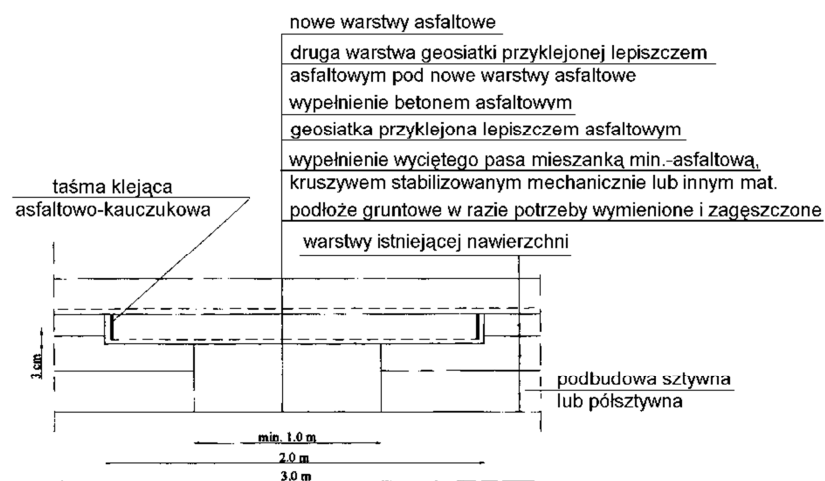 nowe warstwy asfaltowe
druga warstwa geosiatki przyklejonej lepiszczem
asfaltowym pod nowe warstwy asfaltowe
wypełnienie betonem asfaltowym
geosiatka przyklejona lepiszczem asfaltowym
wypełnienie wyciętego pasa mieszanką min.-asfaltową,
kruszywem stabilizowanym mechanicznie lub innym mat.
podłoże gruntowe w razie potrzeby wymienione i zagęszczone
warstwy istniejącej nawierzchni
taśma klejąca
asfaltowo-kauczukowa
3 cm
podbudowa sztywna
lub półsztywna
min. 1.0 m
2.0 m
3.0 m